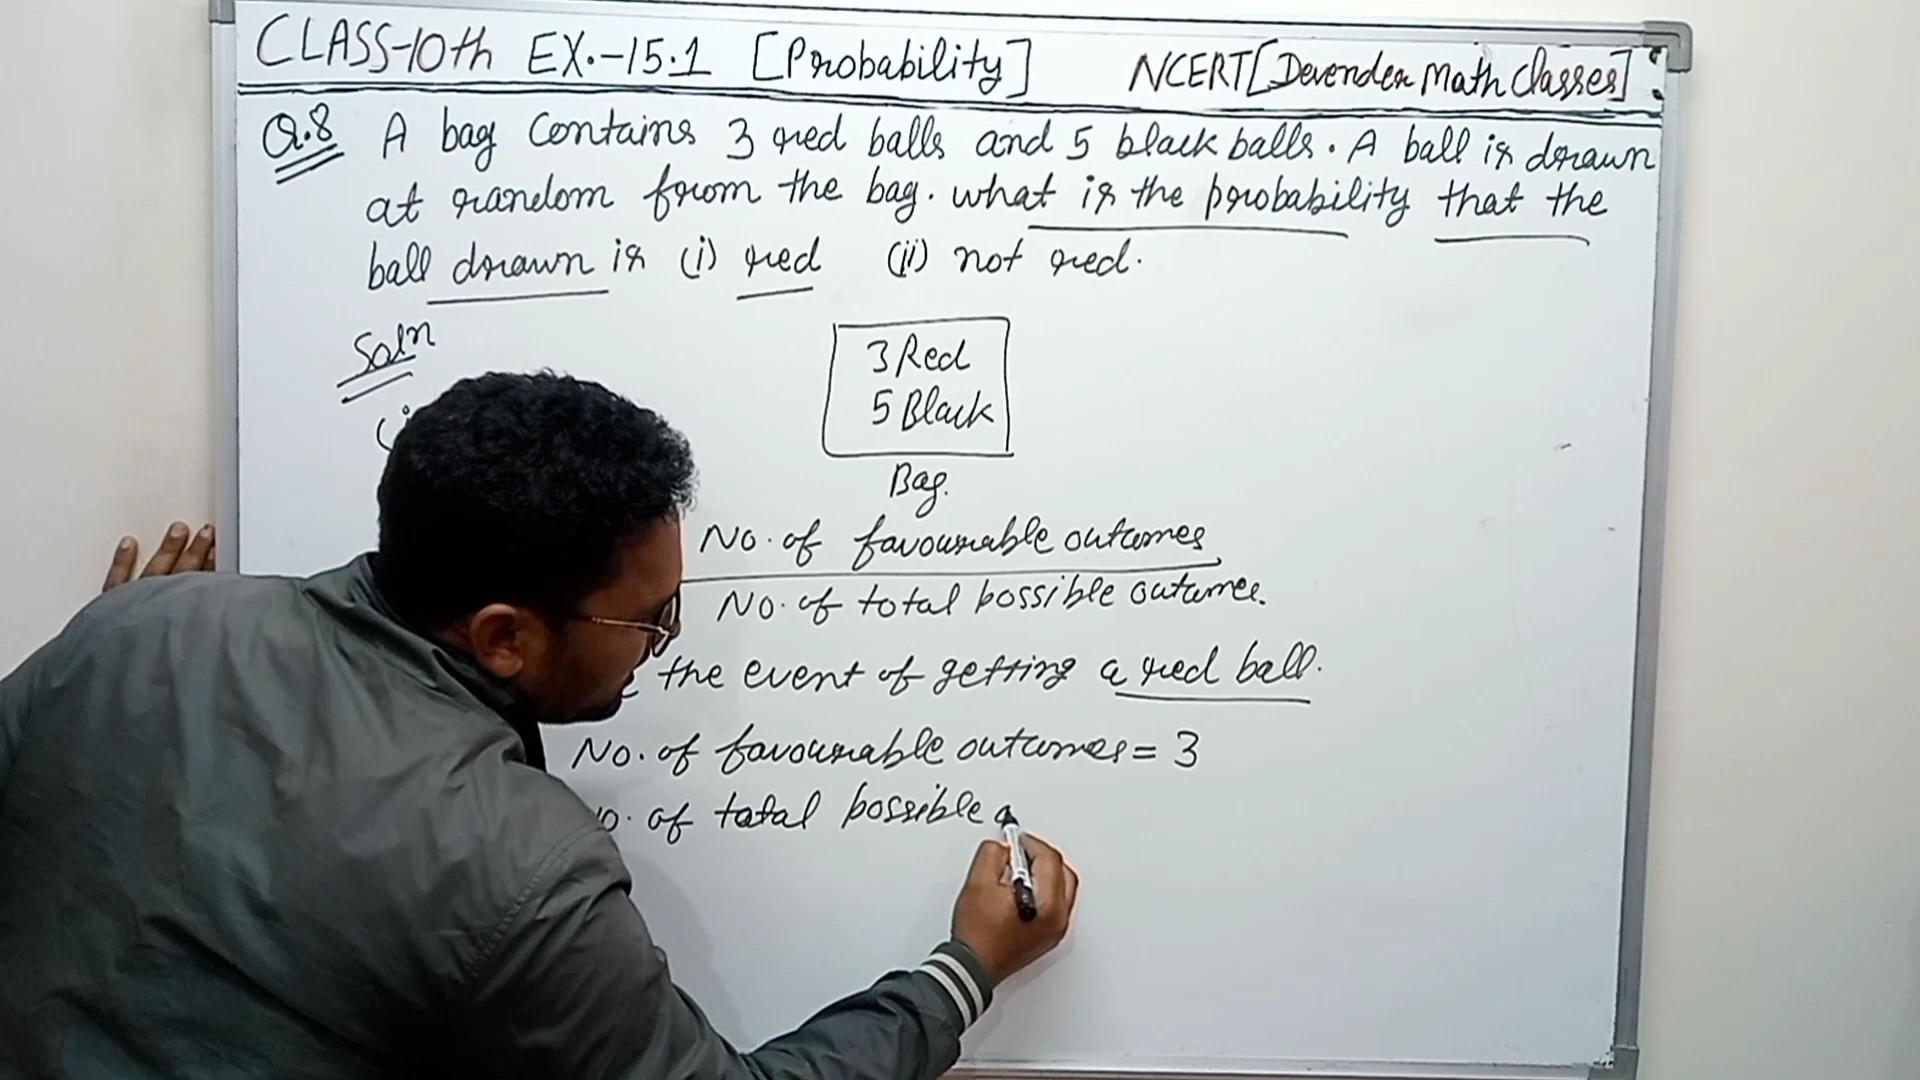 CLASS-10th EX.-15.1 [Probability] NCERT [Devender Math Classes]
Q.8 A bag contains 3 red balls and 5 black balls. A ball is drawn
at random from the bag. what is the probability that the
ball drawn is (i) red (ii) not red.
Soln
(i
3 Red
5 Black
Bag.
No. of favourable outcomes
No. of total possible outcomes.
the event of getting a red ball.
No. of favourable outcomes = 3
No. of total possible o